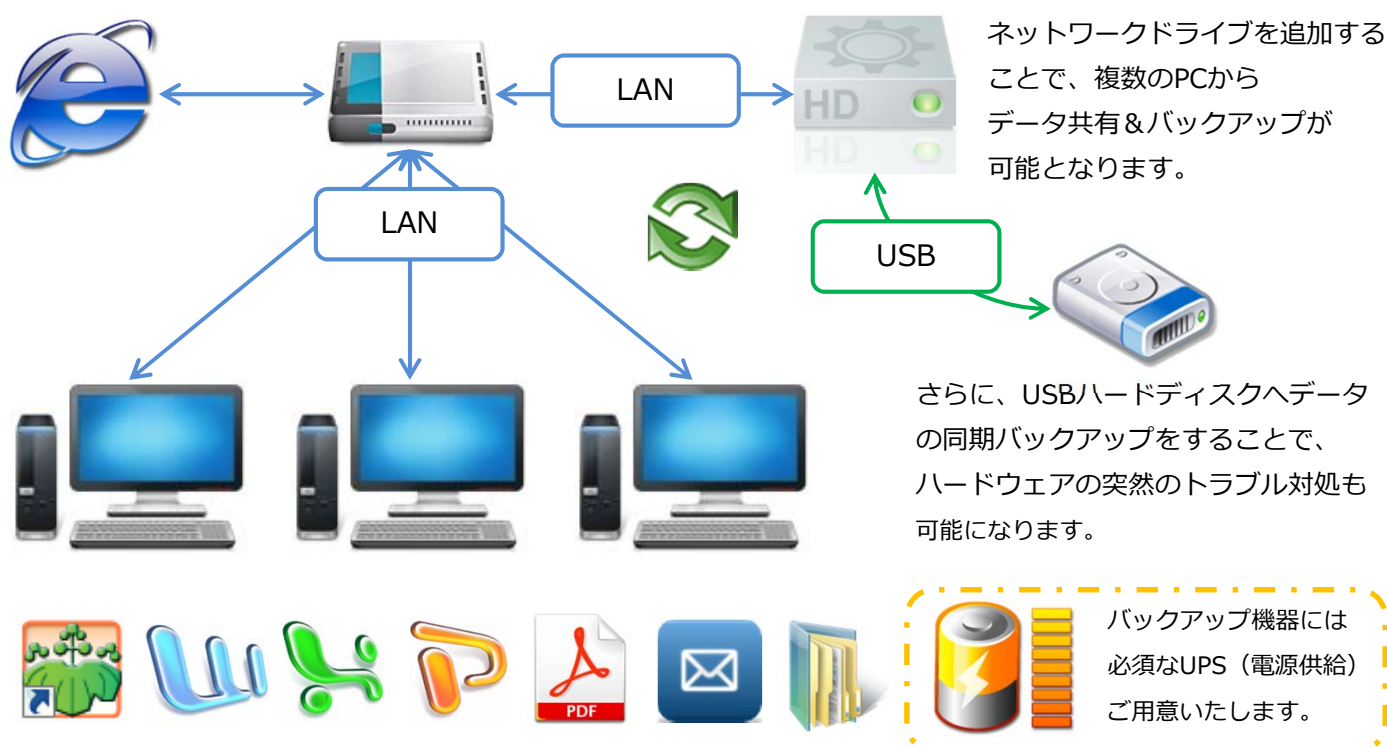 ネットワークドライブを追加する
ことで、複数のPCから
データ共有&バックアップが
可能となります。
LAN
HD
LAN
USB
さらに、USBハードディスクへデータ
の同期バックアップをすることで、
ハードウェアの突然のトラブル対処も
可能になります。
PDF
バックアップ機器には
必須なUPS（電源供給）
ご用意いたします。